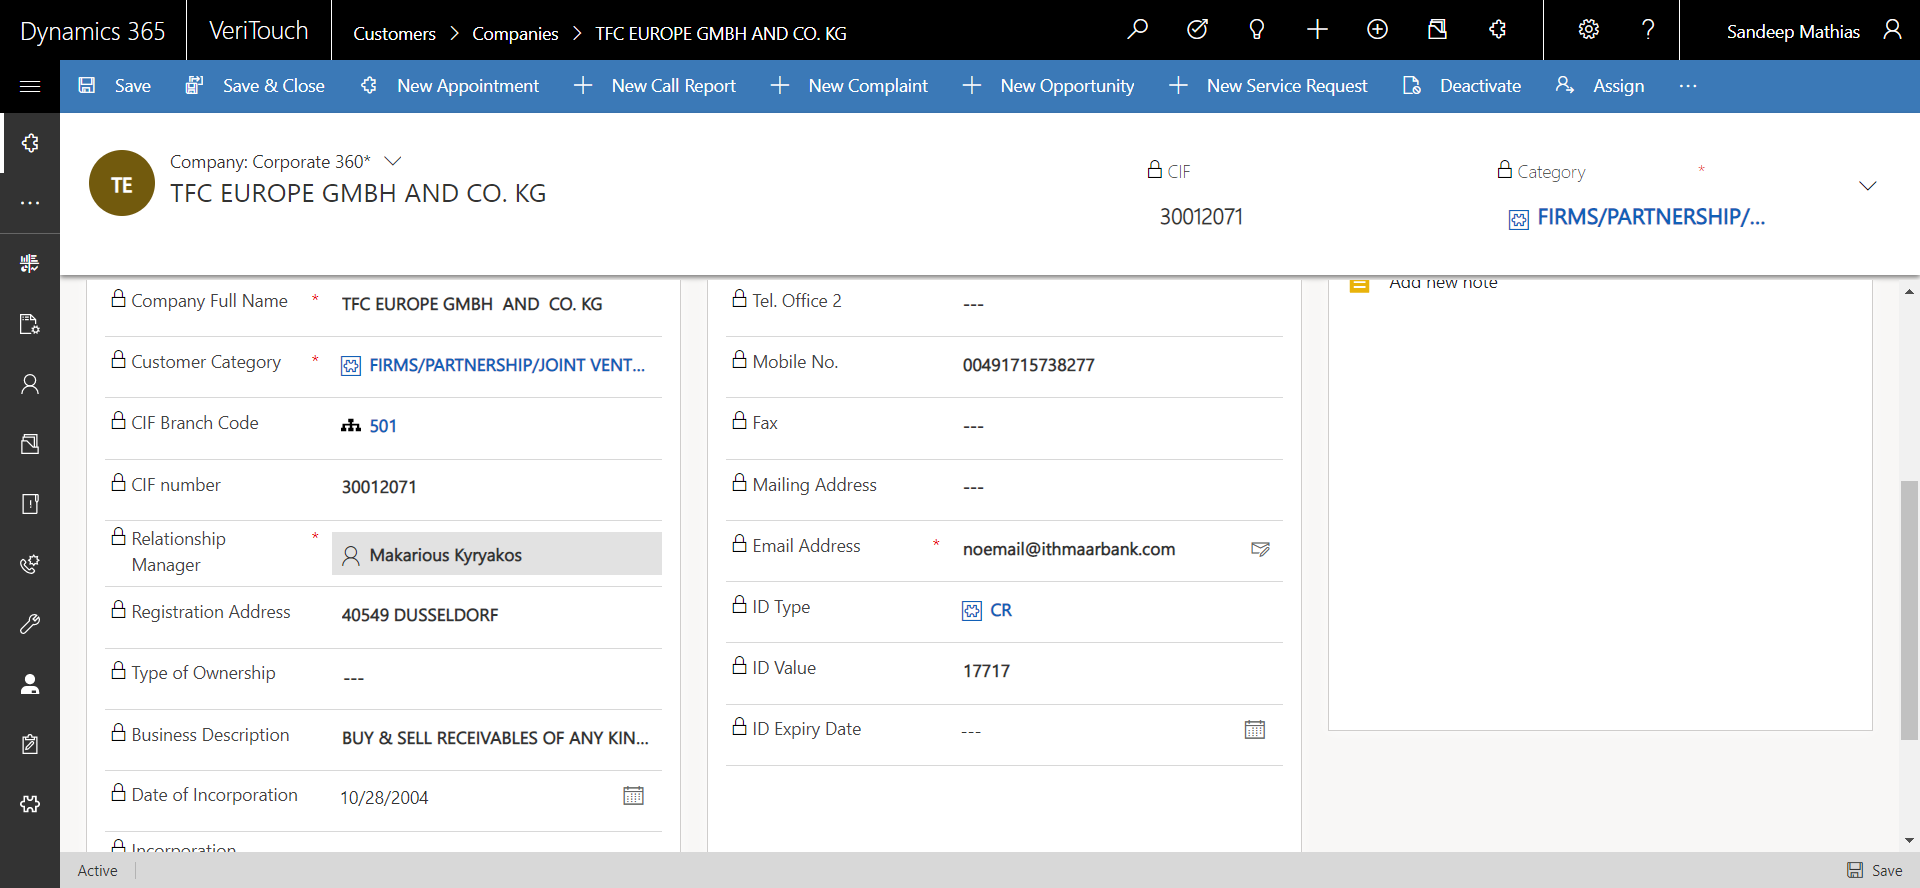 Dynamics 365
VeriTouch
Customers > Companies > TFC EUROPE GMBH AND CO. KG
Sandeep Mathias
Save
Save & Close
New Appointment
New Call Report
New Complaint
New Opportunity
New Service Request
Deactivate
Assign
TE
Company: Corporate 360*
TFC EUROPE GMBH AND CO. KG
CIF
30012071
Category *
FIRMS/PARTNERSHIP/...
Company Full Name * TFC EUROPE GMBH  AND  CO. KG
Customer Category * FIRMS/PARTNERSHIP/JOINT VENT...
CIF Branch Code 501
CIF number 30012071
Relationship
Manager * Makarious Kyryakos
Registration Address 40549 DUSSELDORF
Type of Ownership ---
Business Description BUY & SELL RECEIVABLES OF ANY KIN...
Date of Incorporation 10/28/2004
Incorporation
Tel. Office 2 ---
Mobile No. 00491715738277
Fax ---
Mailing Address ---
Email Address * noemail@ithmaarbank.com
ID Type CR
ID Value 17717
ID Expiry Date ---
Add new note
Active
Save